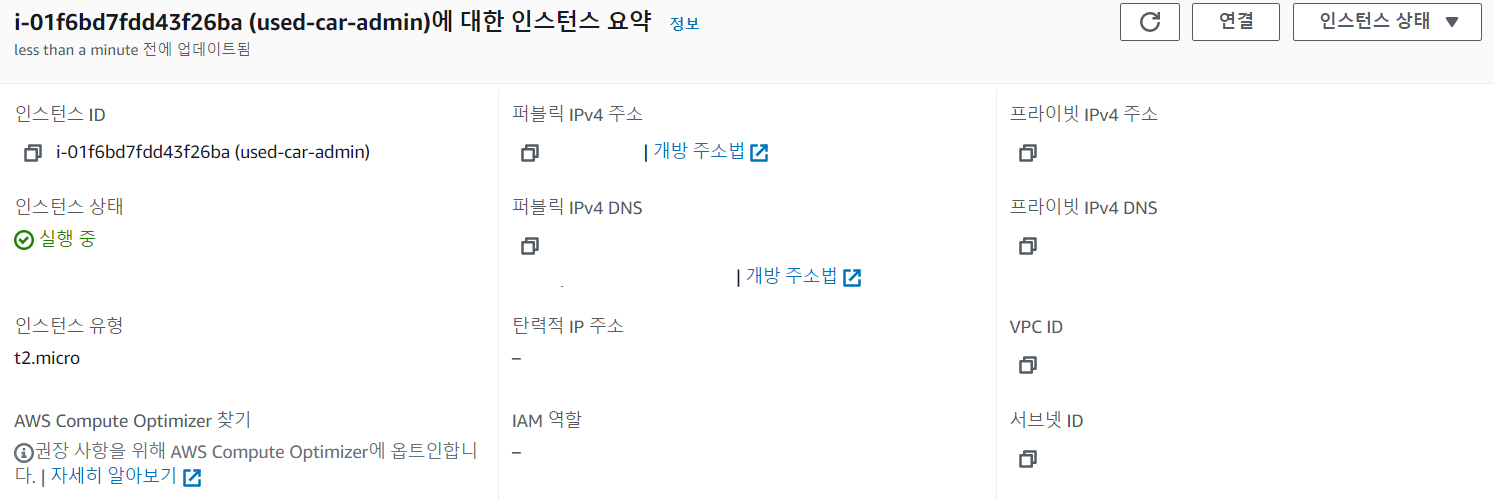 i-01f6bd7fdd43f26ba (used-car-admin)에 대한 인스턴스 요약 정보
less than a minute 전에 업데이트됨
연결
인스턴스 상태
인스턴스 ID
i-01f6bd7fdd43f26ba (used-car-admin)
퍼블릭 IPv4 주소
| 개방 주소법
프라이빗 IPv4 주소
인스턴스 상태
실행 중
퍼블릭 IPv4 DNS
| 개방 주소법
프라이빗 IPv4 DNS
인스턴스 유형
t2.micro
탄력적 IP 주소
–
VPC ID
AWS Compute Optimizer 찾기
권장 사항을 위해 AWS Compute Optimizer에 옵트인합니
다. | 자세히 알아보기
IAM 역할
–
서브넷 ID